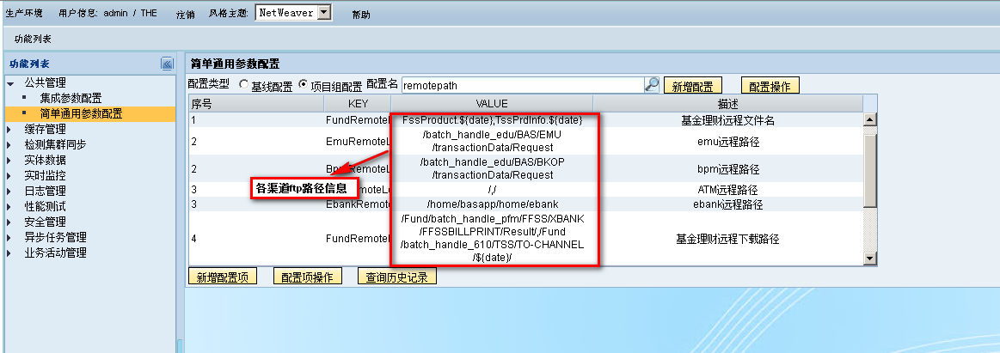 生产环境 用户信息: admin / THE 注销 风格主题: NetWeaver 帮助
功能列表
功能列表
公共管理
集成参数配置
简单通用参数配置
缓存管理
检测集群同步
实体数据
实时监控
日志管理
性能测试
安全管理
异步任务管理
业务活动管理
简单通用参数配置
配置类型 基线配置 项目组配置 配置名 remotepath 新增配置 配置操作
序号 KEY VALUE 描述
1 FundRemote FssProduct.${date},TssPrdInfo.${date} 基金理财远程文件名
2 EmuRemoteL /batch_handle_edu/BAS/EMU emu远程路径
/transactionData/Request
2 BpmRemoteL /batch_handle_edu/BAS/BKOP bpm远程路径
/transactionData/Request
各渠道ftp路径信息
3 moteLo /,/ ATM远程路径
3 EbankRemote /home/basapp/home/ebank ebank远程路径
4 FundRemote /Fund/batch_handle_pfm/FFSS/XBANK 基金理财远程下载路径
/FFSSBILLPRINT/Result/,/Fund
/batch_handle_610/TSS/TO-CHANNEL
/${date}/
新增配置项 配置项操作 查询历史记录